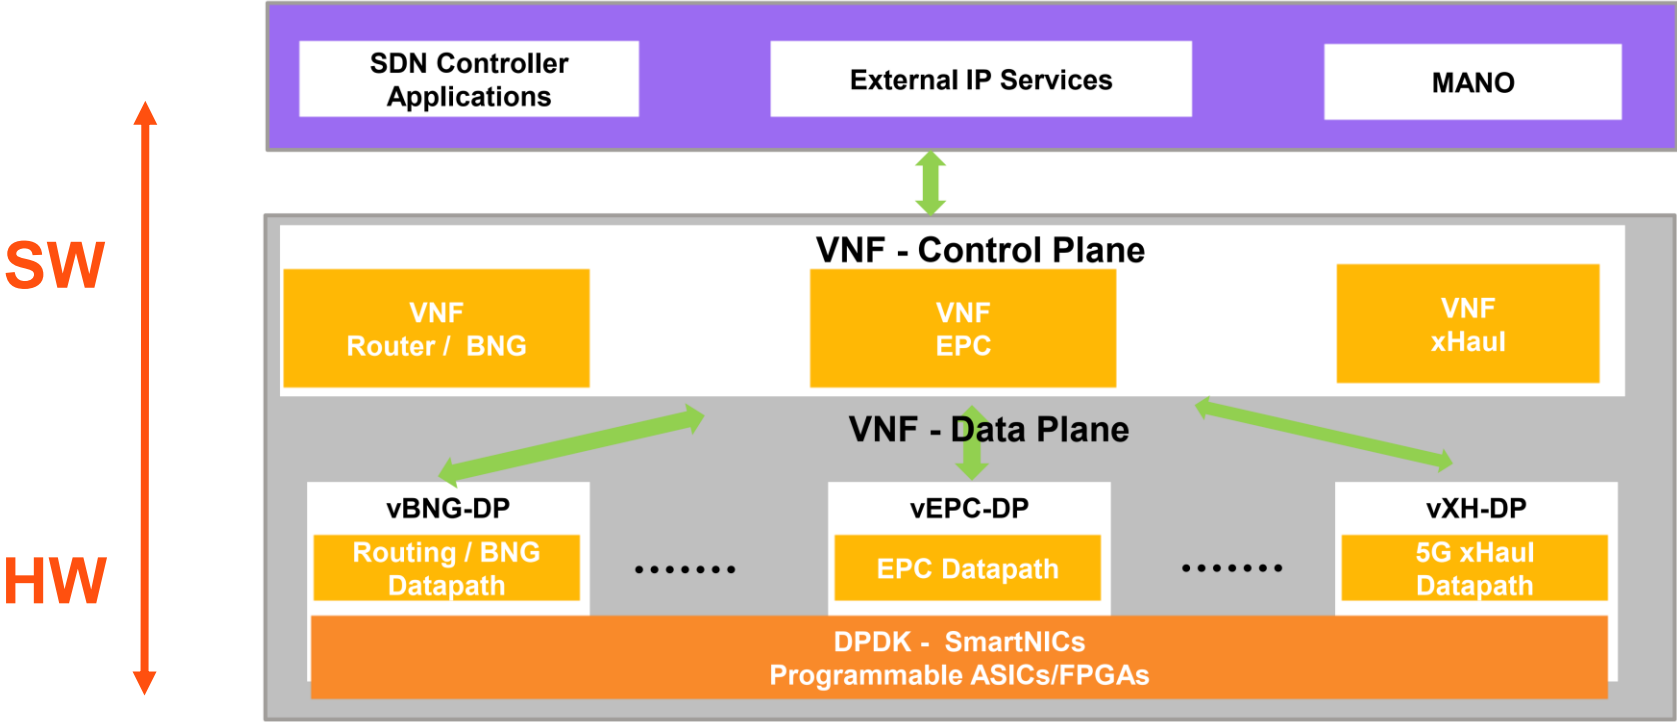 SDN Controller
Applications
External IP Services
MANO
SW
VNF - Control Plane
VNF
Router / BNG
VNF
EPC
VNF
xHaul
VNF - Data Plane
HW
vBNG-DP
Routing / BNG
Datapath
.......
vEPC-DP
EPC Datapath
.......
vXH-DP
5G xHaul
Datapath
DPDK - SmartNICs
Programmable ASICs/FPGAs